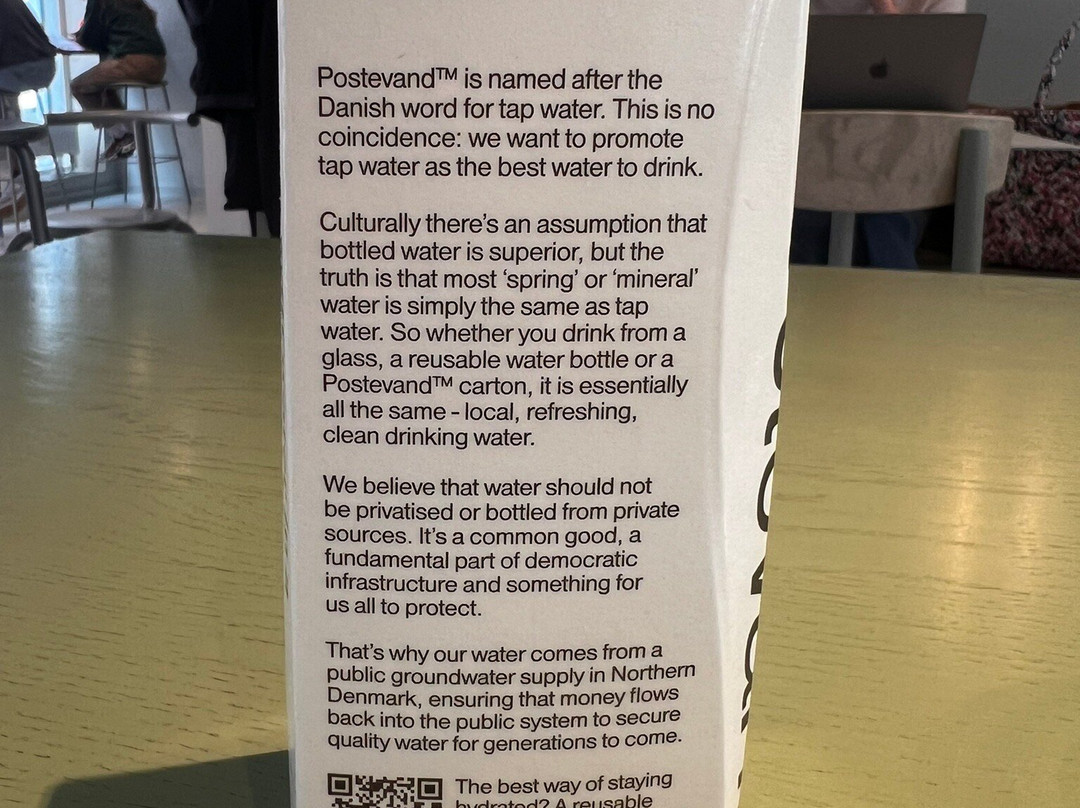 Postevand™ is named after the
Danish word for tap water. This is no
coincidence: we want to promote
tap water as the best water to drink.
Culturally there's an assumption that
bottled water is superior, but the
truth is that most 'spring' or 'mineral'
water is simply the same as tap
water. So whether you drink from a
glass, a reusable water bottle or a
Postevand™ carton, it is essentially
all the same - local, refreshing,
clean drinking water.
We believe that water should not
be privatised or bottled from private
sources. It's a common good, a
fundamental part of democratic
infrastructure and something for
us all to protect.
That's why our water comes from a
public groundwater supply in Northern
Denmark, ensuring that money flows
back into the public system to secure
quality water for generations to come.
The best way of staying
hydrated? A reusable